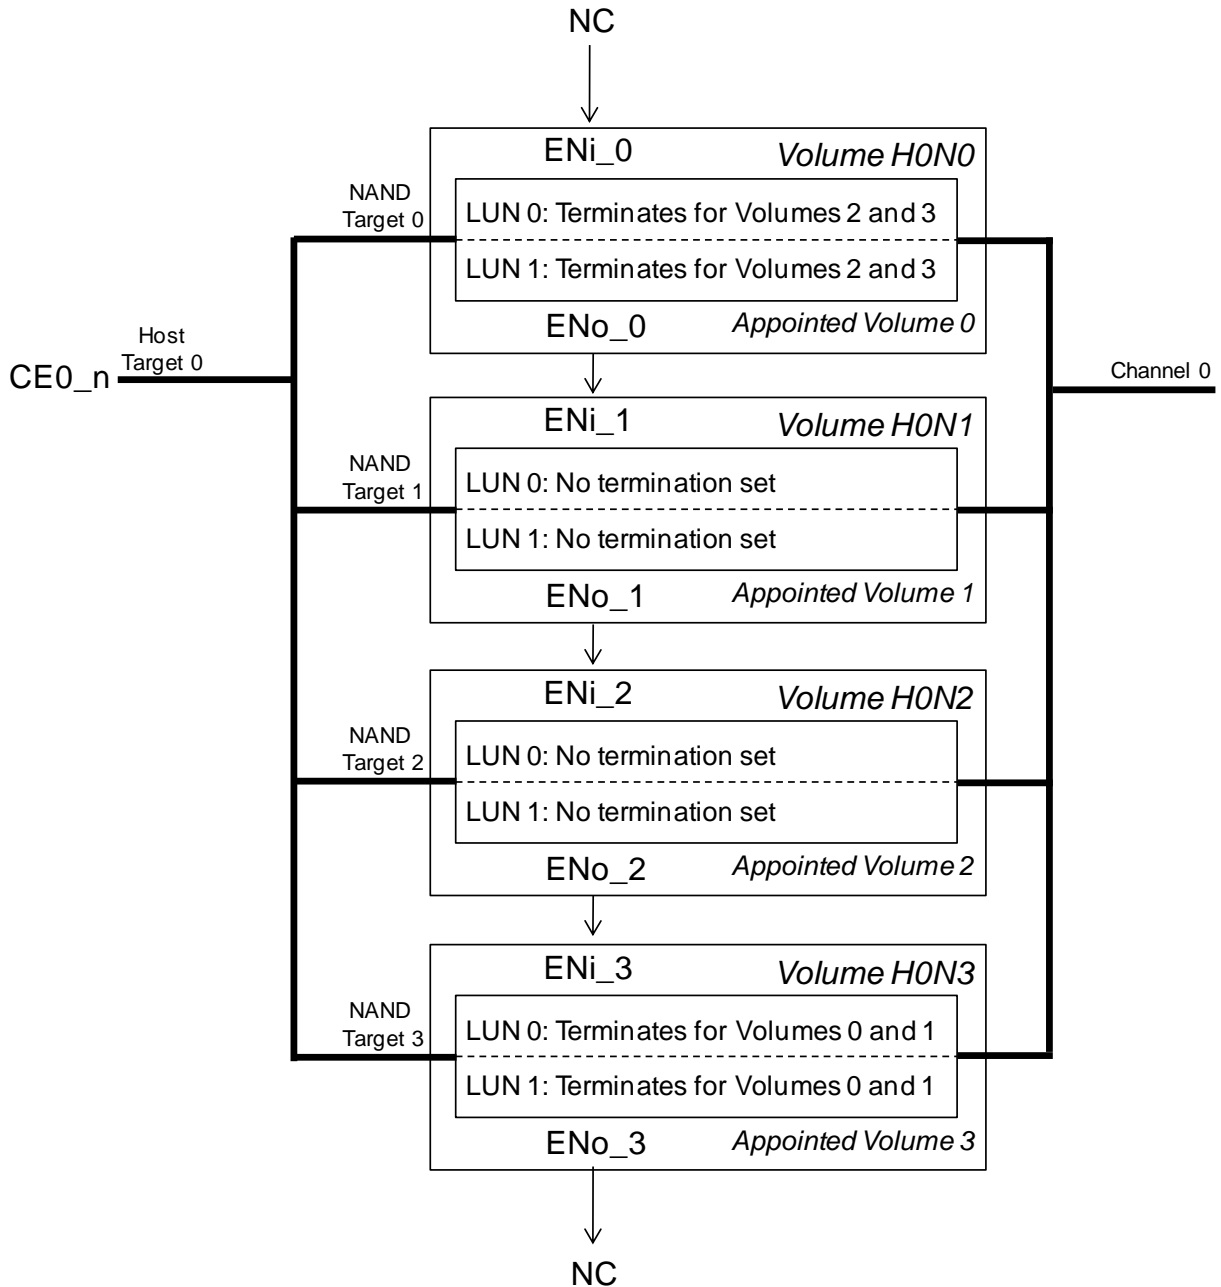 NC
ENi_0
Volume H0N0
NAND
Target 0
LUN 0: Terminates for Volumes 2 and 3
LUN 1: Terminates for Volumes 2 and 3
ENo_0
Appointed Volume 0
Host
Target 0
CE0_n
Channel 0
ENi_1
Volume H0N1
NAND
Target 1
LUN 0: No termination set
LUN 1: No termination set
ENo_1
Appointed Volume 1
ENi_2
Volume H0N2
NAND
Target 2
LUN 0: No termination set
LUN 1: No termination set
ENo_2
Appointed Volume 2
ENi_3
Volume H0N3
NAND
Target 3
LUN 0: Terminates for Volumes 0 and 1
LUN 1: Terminates for Volumes 0 and 1
ENo_3
Appointed Volume 3
NC